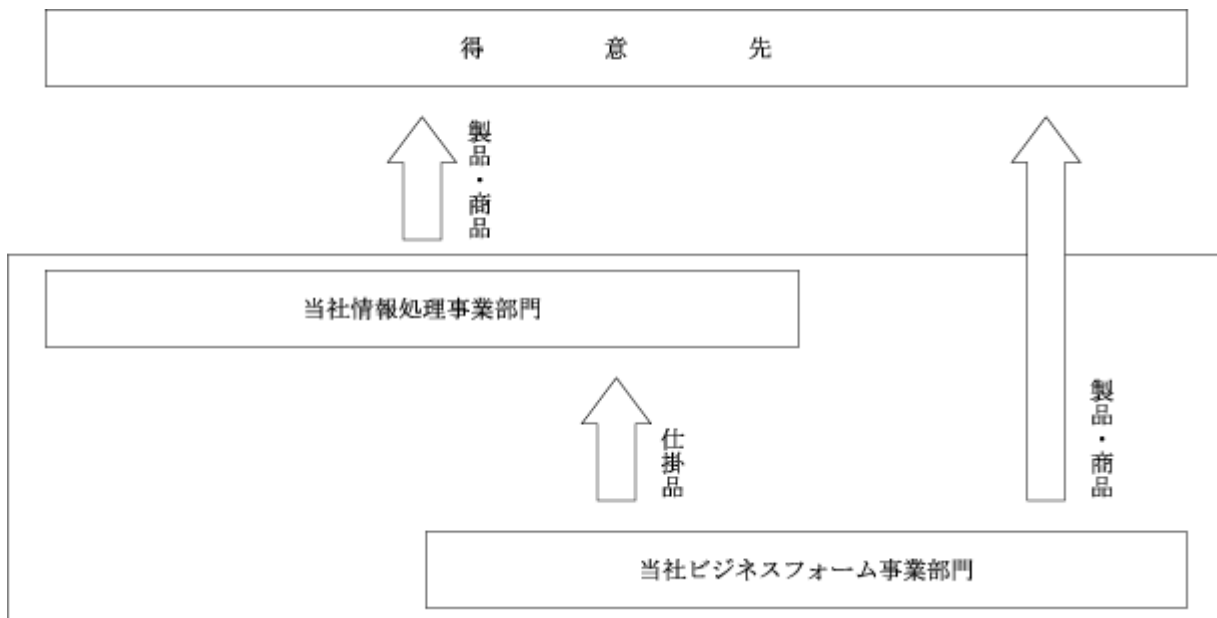 得意先
製品・商品
当社情報処理事業部門
仕掛品
製品・商品
当社ビジネスフォーム事業部門